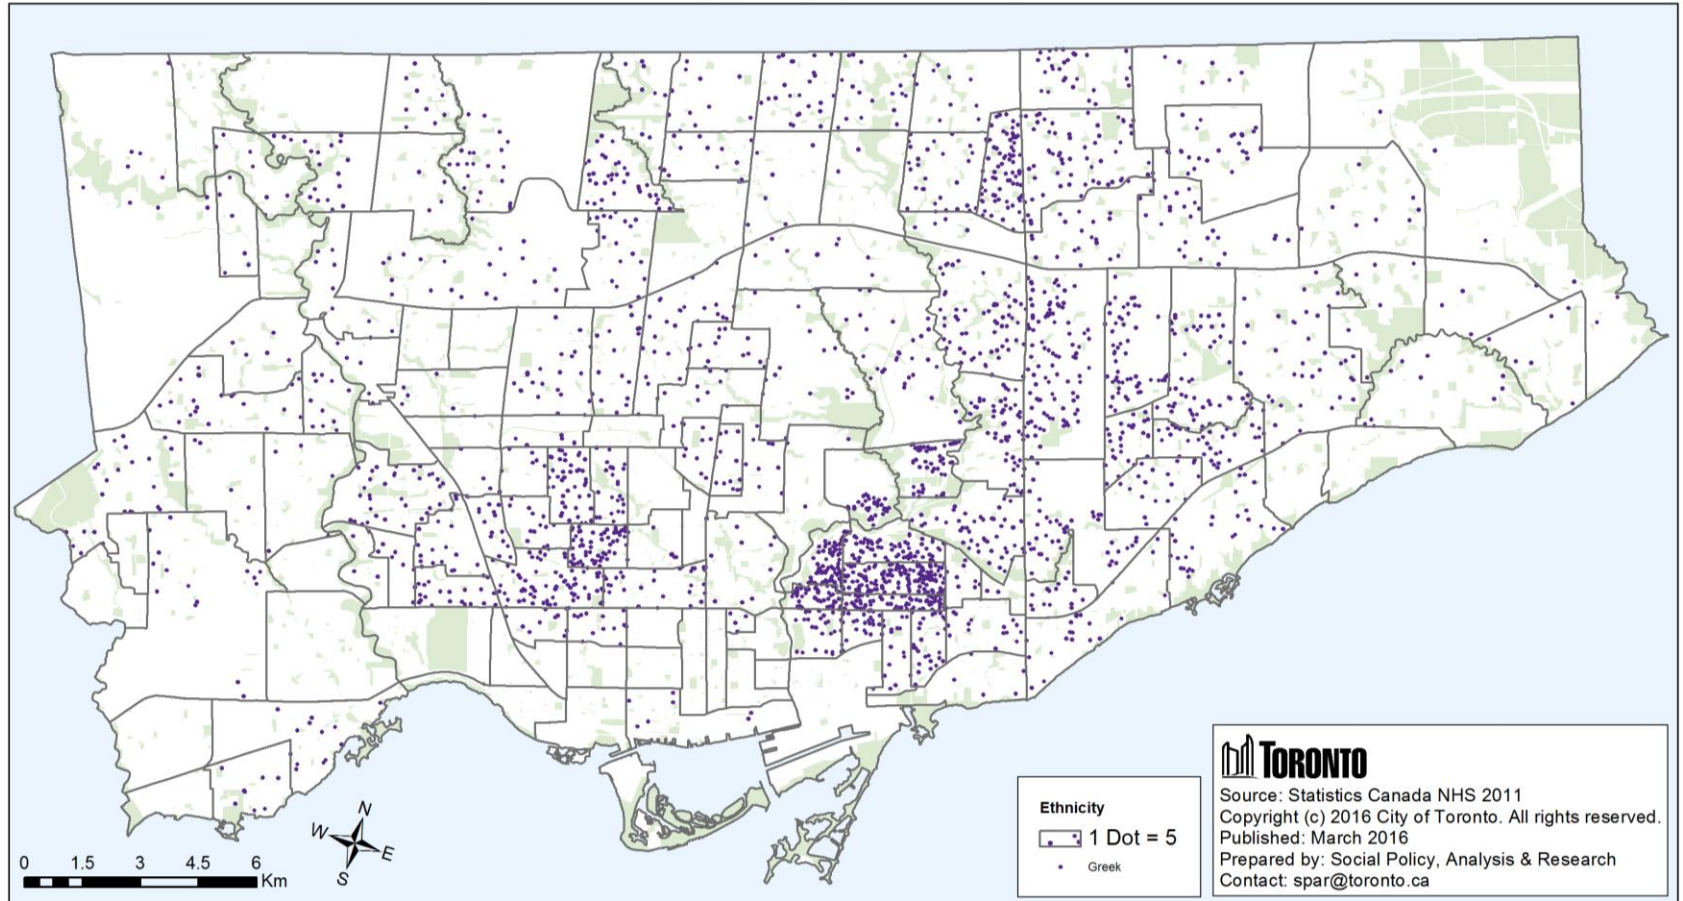 N
W
E
S
0 1.5 3 4.5 6
Km
Ethnicity
1 Dot = 5
Greek
TORONTO
Source: Statistics Canada NHS 2011
Copyright (c) 2016 City of Toronto. All rights reserved.
Published: March 2016
Prepared by: Social Policy, Analysis & Research
Contact: spar@toronto.ca